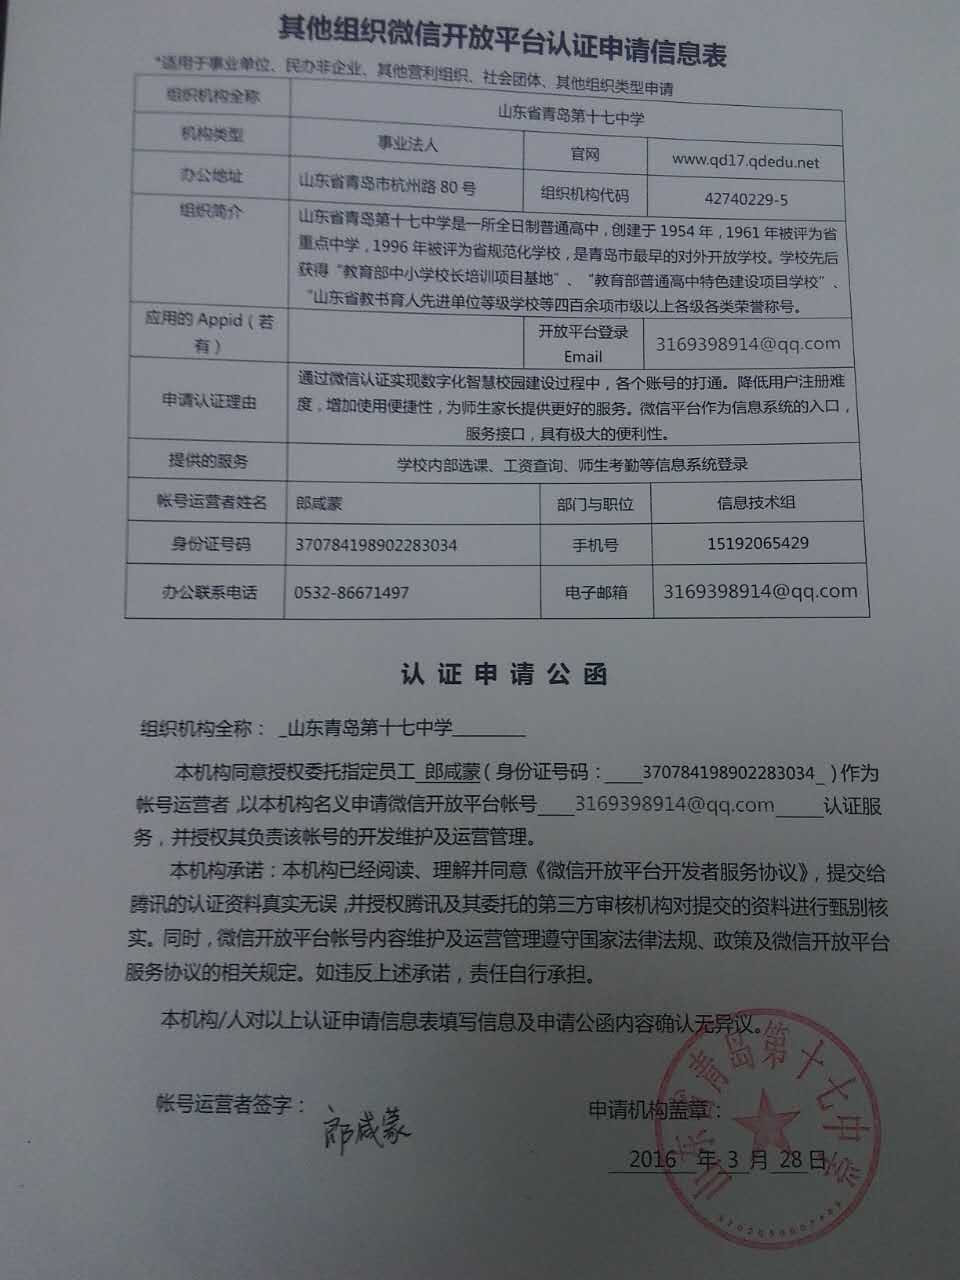 其他组织微信开放平台认证申请信息表
*适用于事业单位、民办非企业、其他营利组织、社会团体、其他组织类型申请
组织机构全称 山东省青岛第十七中学
机构类型 事业法人 官网 www.qd17.qdedu.net
办公地址 山东省青岛市杭州路80号 组织机构代码 42740229-5
组织简介 山东省青岛第十七中学是一所全日制普通高中，创建于1954年，1961年被评为省
重点中学，1996年被评为省规范化学校，是青岛市最早的对外开放学校。学校先后
获得“教育部中小学校长培训项目基地”、“教育部普通高中特色建设项目学校”、
“山东省教书育人先进单位等级学校等四百余项市级以上各级各类荣誉称号。
应用的Appid（若
有） 开放平台登录
Email 3169398914@qq.com
申请认证理由 通过微信认证实现数字化智慧校园建设过程中，各个账号的打通。降低用户注册难
度，增加使用便捷性，为师生家长提供更好的服务。微信平台作为信息系统的入口，
服务接口，具有极大的便利性。
提供的服务 学校内部选课、工资查询、师生考勤等信息系统登录
帐号运营者姓名 郎咸蒙 部门与职位 信息技术组
身份证号码 370784198902283034 手机号 15192065429
办公联系电话 0532-86671497 电子邮箱 3169398914@qq.com
认证申请公函
组织机构全称：_山东青岛第十七中学________
本机构同意授权委托指定员工_郎咸蒙（身份证号码：____370784198902283034_）作为
帐号运营者，以本机构名义申请微信开放平台帐号____3169398914@qq.com_____认证服
务，并授权其负责该帐号的开发维护及运营管理。
本机构承诺：本机构已经阅读、理解并同意《微信开放平台开发者服务协议》，提交给
腾讯的认证资料真实无误，并授权腾讯及其委托的第三方审核机构对提交的资料进行甄别核
实。同时，微信开放平台帐号内容维护及运营管理遵守国家法律法规、政策及微信开放平台
服务协议的相关规定。如违反上述承诺，责任自行承担。
本机构/人对以上认证申请信息表填写信息及申请公函内容确认无异议。
帐号运营者签字：
郎咸蒙
申请机构盖章：
2016 年 3 月 28 日
山东省青岛第十七中学